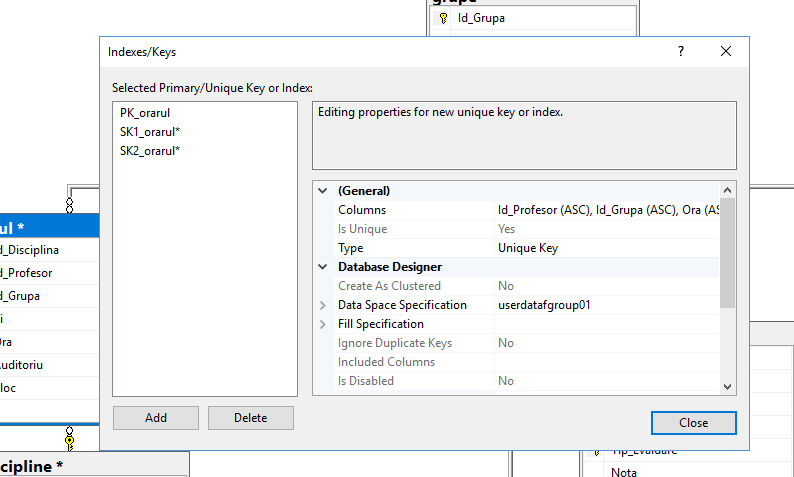 Id_Grupa
Indexes/Keys
?
Selected Primary/Unique Key or Index:
PK_orarul
SK1_orarul*
SK2_orarul*
Editing properties for new unique key or index.
(General)
Columns Id_Profesor (ASC), Id_Grupa (ASC), Ora (AS
Is Unique Yes
Type Unique Key
Database Designer
Create As Clustered No
Data Space Specification userdatafgroup01
Fill Specification
Ignore Duplicate Keys No
Included Columns
Is Disabled No
Add
Delete
Close
ul *
d_Disciplina
d_Profesor
d_Grupa
i
Ora
Auditoriu
loc
cipline *
Nota